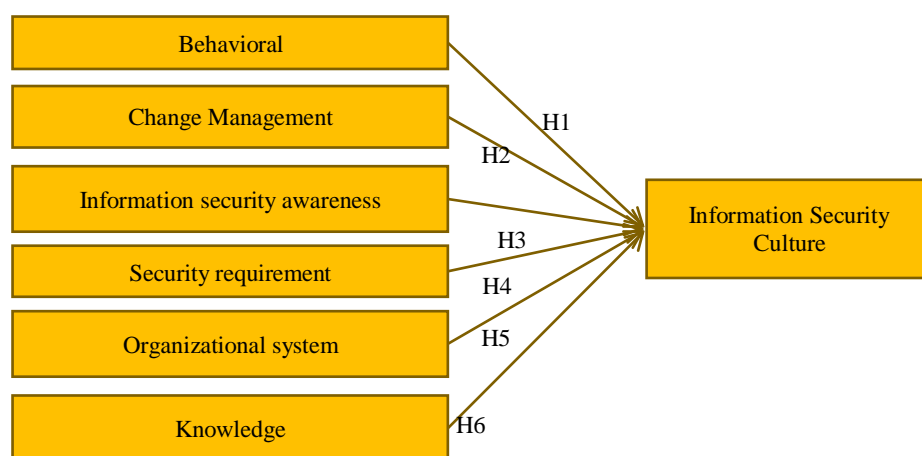 Behavioral
Change Management
Information security awareness
Security requirement
Organizational system
Knowledge
H1
H2
H3
H4
H5
H6
Information Security
Culture